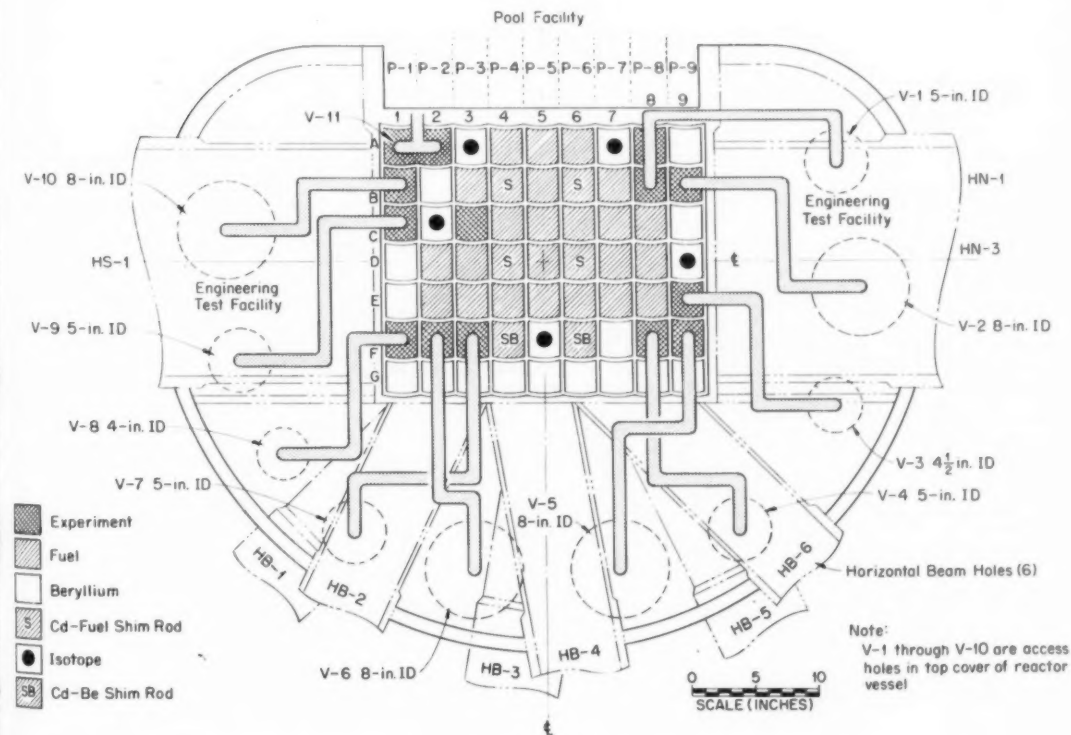 Pool Facility
P-1 P-2 P-3 P-4 P-5 P-6 P-7 P-8 P-9
8 9
1 2 3 4 5 6 7
V-11
V-1 5-in. ID
A
V-10 8-in. ID
B
S S
HN-1
Engineering
Test Facility
C
HS-1
D
S S
℄
HN-3
Engineering
Test Facility
E
V-9 5-in. ID
V-2 8-in. ID
F
SB SB
G
V-8 4-in. ID
V-3 4 1/2 in. ID
V-7 5-in. ID
V-4 5-in. ID
V-5
8-in. ID
Experiment
Fuel
Beryllium
S Cd-Fuel Shim Rod
Isotope
SB Cd-Be Shim Rod
HB-1
HB-2
HB-3
HB-4
HB-5
HB-6
Horizontal Beam Holes (6)
V-6 8-in. ID
Note:
V-1 through V-10 are access
holes in top cover of reactor
vessel
0 5 10
SCALE (INCHES)
℄